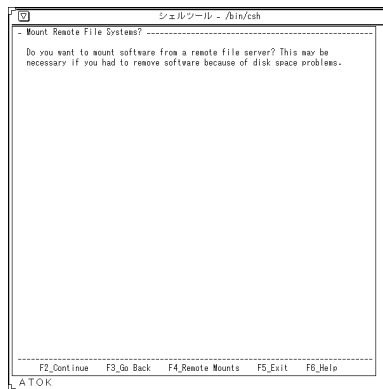 シェルツール - /bin/csh
- Mount Remote File Systems? ------------------------------------------------
Do you want to mount software from a remote file server? This may be
necessary if you had to remove software because of disk space problems.
F2_Continue F3_Go Back F4_Remote Mounts F5_Exit F6_Help
ATOK